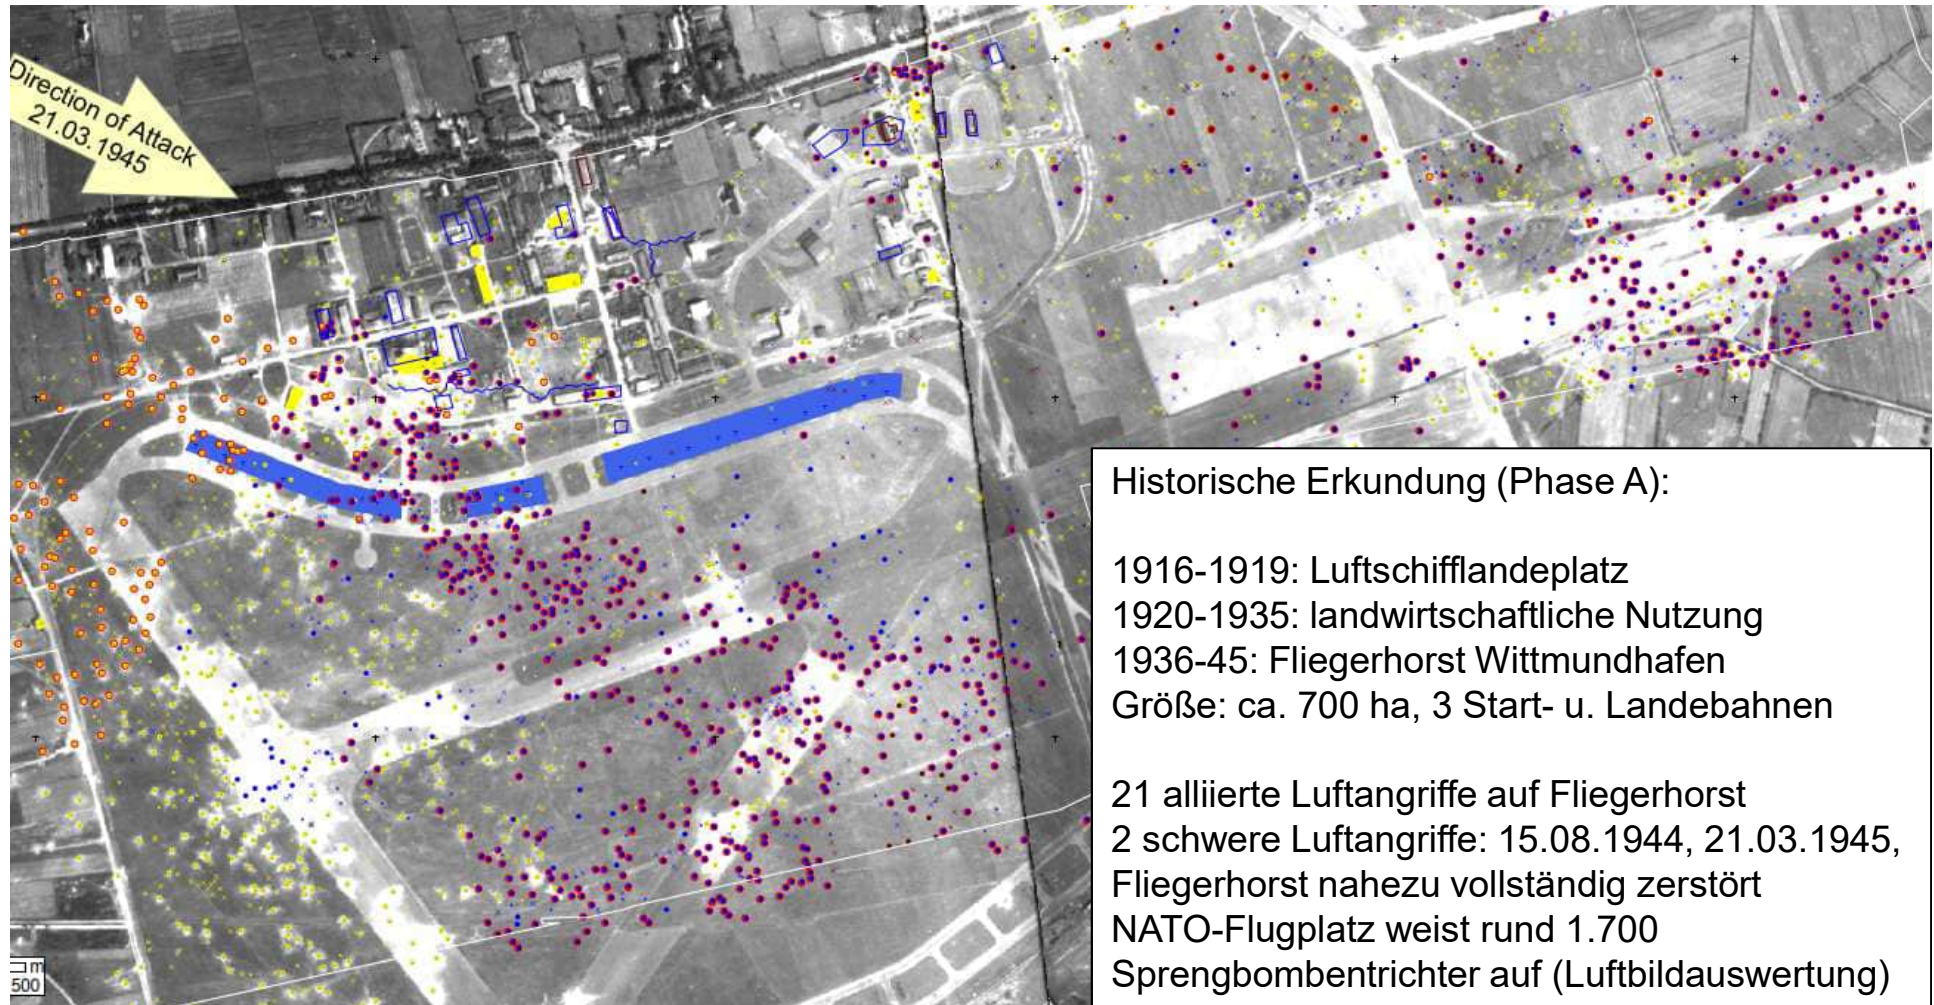 Direction of Attack
21.03.1945
Historische Erkundung (Phase A):
1916-1919: Luftschifflandeplatz
1920-1935: landwirtschaftliche Nutzung
1936-45: Fliegerhorst Wittmundhafen
Größe: ca. 700 ha, 3 Start- u. Landebahnen
21 alliierte Luftangriffe auf Fliegerhorst
2 schwere Luftangriffe: 15.08.1944, 21.03.1945,
Fliegerhorst nahezu vollständig zerstört
NATO-Flugplatz weist rund 1.700
Sprengbombentrichter auf (Luftbildauswertung)
m
500